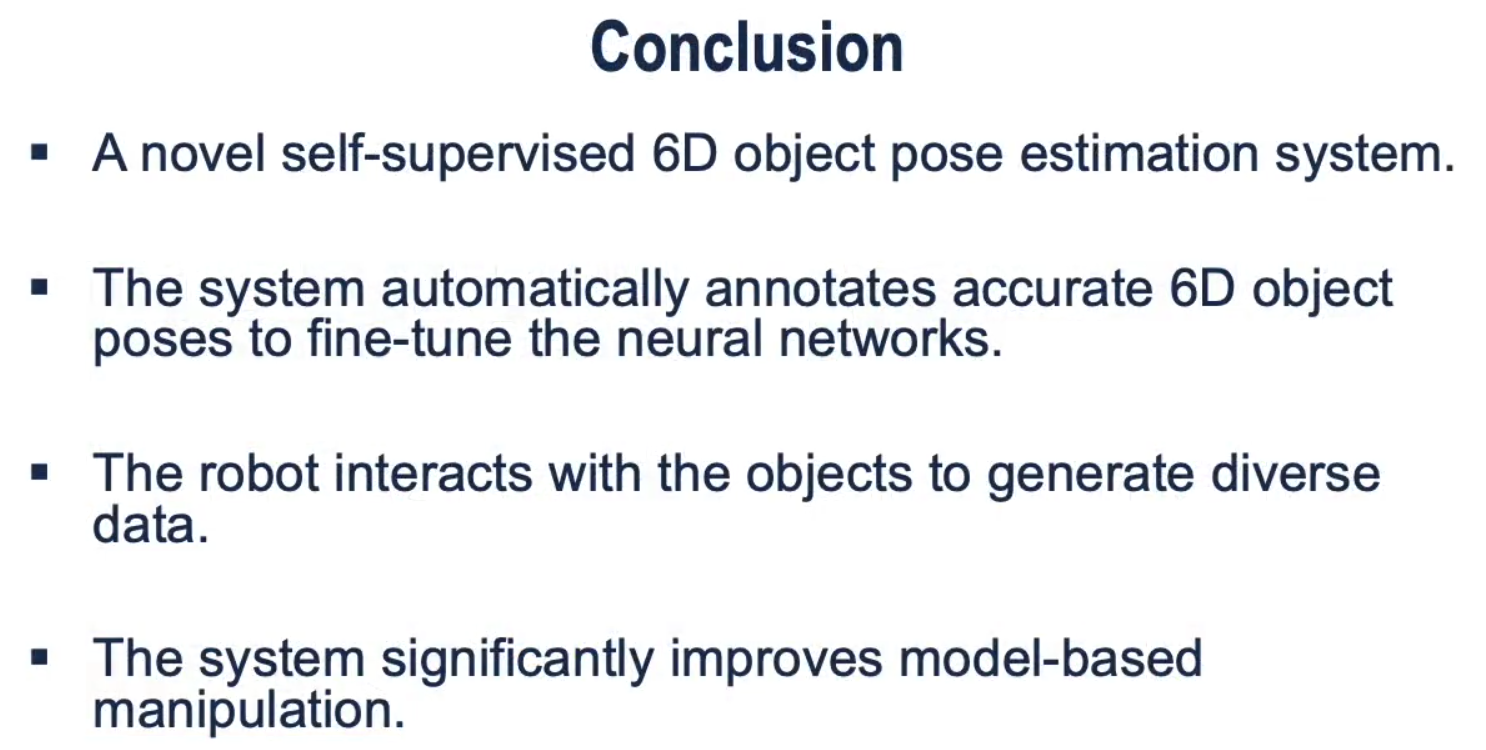 Conclusion
▪ A novel self-supervised 6D object pose estimation system.
▪ The system automatically annotates accurate 6D object
poses to fine-tune the neural networks.
▪ The robot interacts with the objects to generate diverse
data.
▪ The system significantly improves model-based
manipulation.